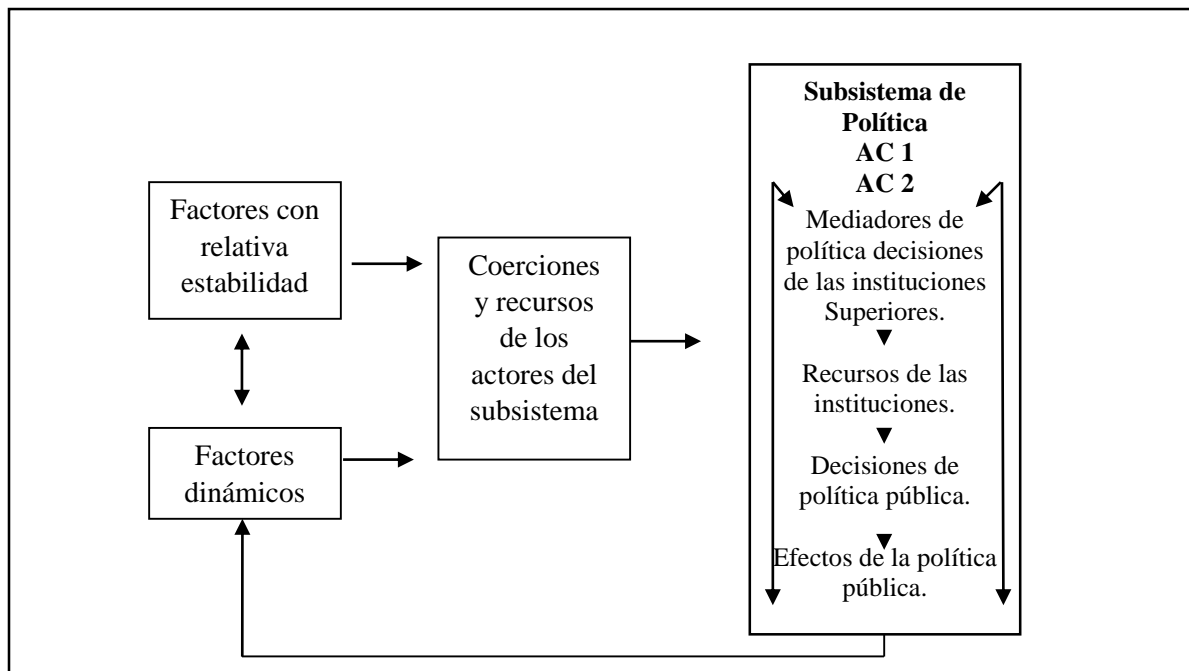 Factores con
relativa
estabilidad
Factores
dinámicos
Coerciones
y recursos
de los
actores del
subsistema
Subsistema de
Política
AC 1
AC 2
Mediadores de
política decisiones
de las instituciones
Superiores.
Recursos de las
instituciones.
Decisiones de
política pública.
Efectos de la política
pública.